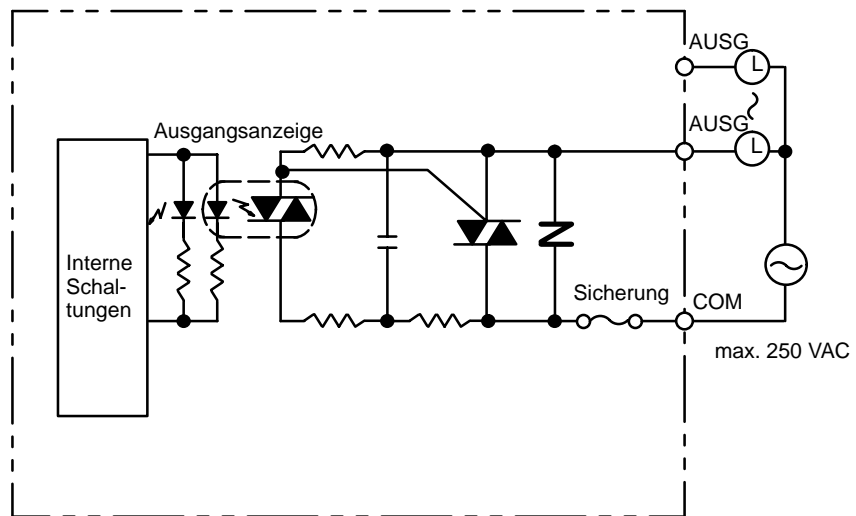 AUSG
L
AUSG
L
Ausgangsanzeige
Interne
Schal-
tungen
Sicherung
COM
max. 250 VAC